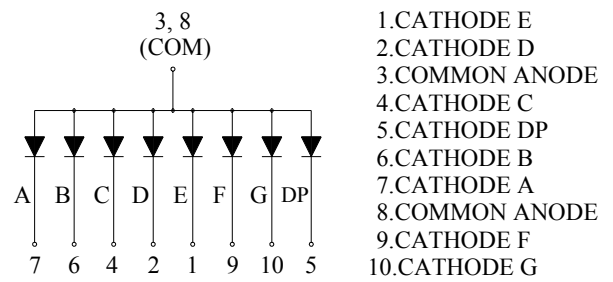 3, 8
(COM)
A B C D E F G DP
7 6 4 2 1 9 10 5
1.CATHODE E
2.CATHODE D
3.COMMON ANODE
4.CATHODE C
5.CATHODE DP
6.CATHODE B
7.CATHODE A
8.COMMON ANODE
9.CATHODE F
10.CATHODE G